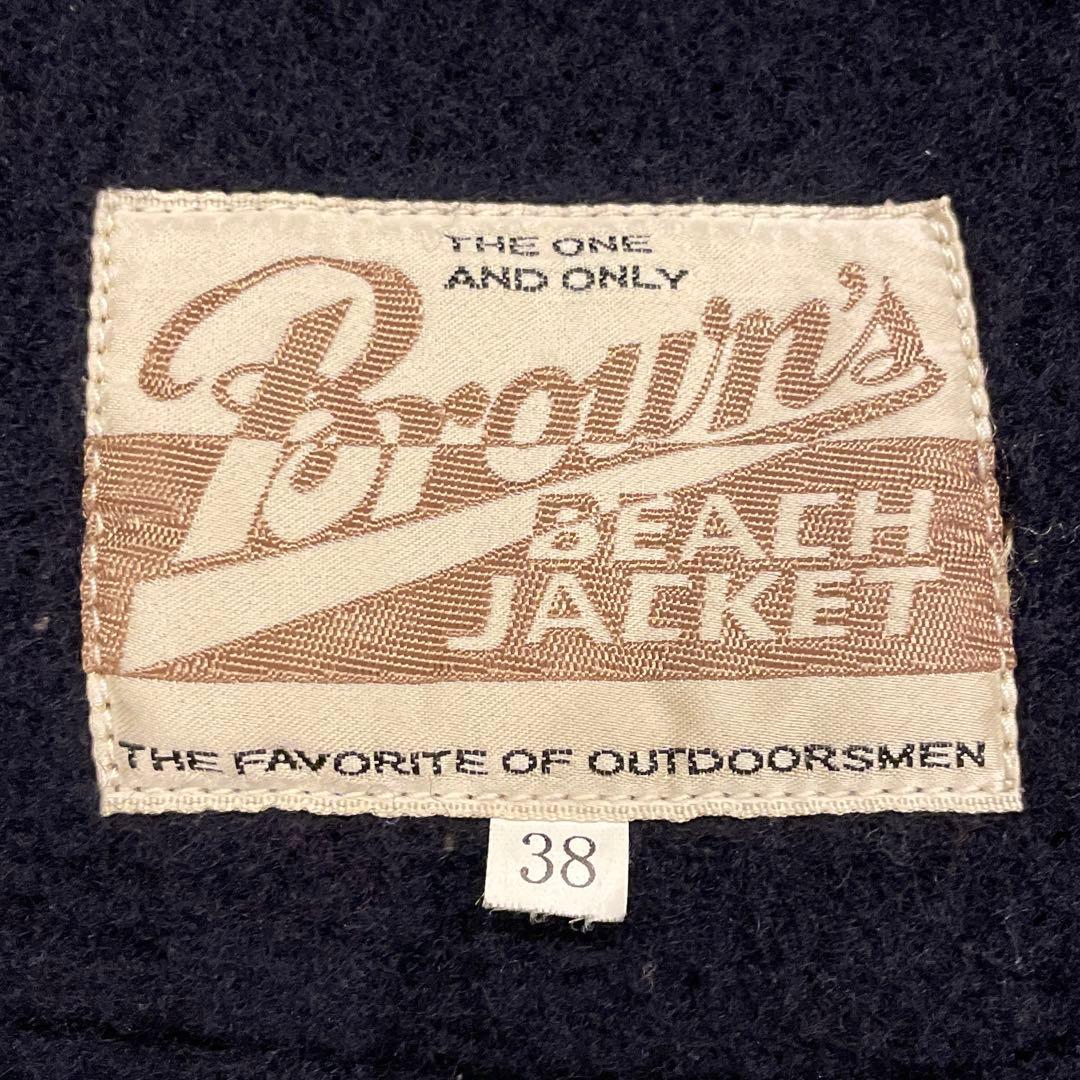 THE ONE
AND ONLY
Brown's
BEACH
JACKET
THE FAVORITE OF OUTDOORSMEN
38